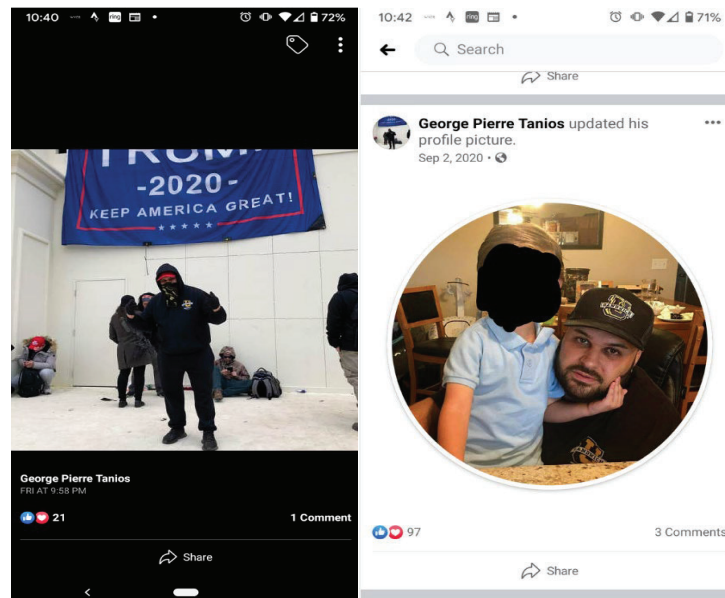 10:40
ring
72%
TRUMP
-2020-
KEEP AMERICA GREAT!
George Pierre Tanios
FRI AT 9:58 PM
21
1 Comment
Share
10:42
ring
71%
Search
Share
George Pierre Tanios updated his
profile picture.
Sep 2, 2020
97
3 Comments
Share